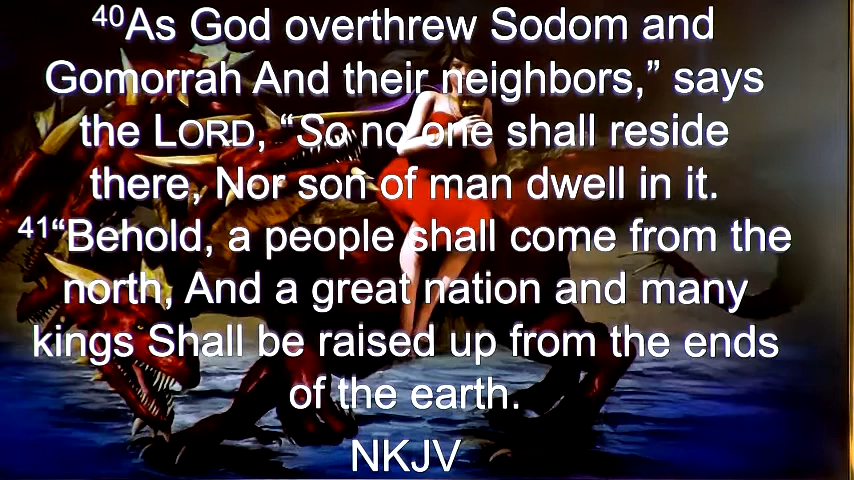 ⁴⁰As God overthrew Sodom and
Gomorrah And their neighbors,” says
the LORD, “So no one shall reside
there, Nor son of man dwell in it.
⁴¹“Behold, a people shall come from the
north, And a great nation and many
kings Shall be raised up from the ends
of the earth.
NKJV